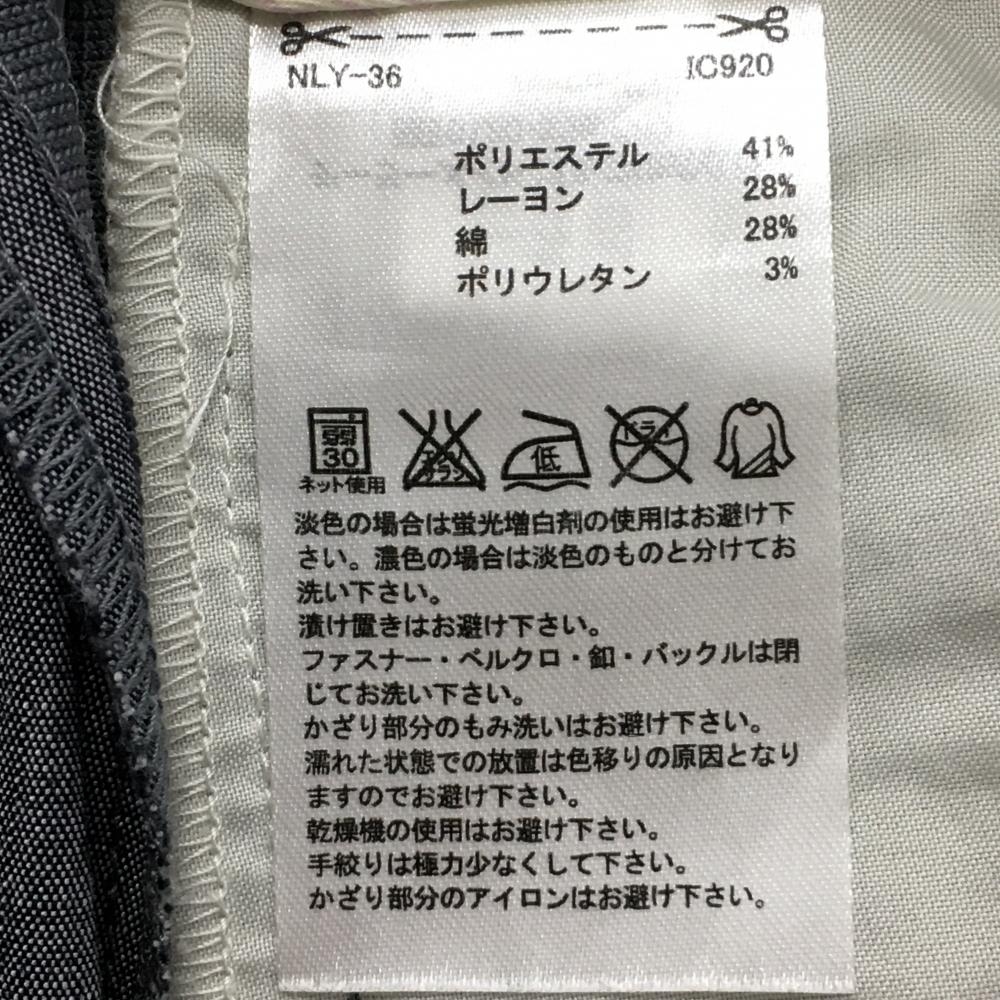 NLY-36 IC920
ポリエステル 41%
レーヨン 28%
綿 28%
ポリウレタン 3%
弱
30
ネット使用
エンソ
サラシ
低
ドライ
淡色の場合は蛍光増白剤の使用はお避け下
さい。濃色の場合は淡色のものと分けてお
洗い下さい。
漬け置きはお避け下さい。
ファスナー・ベルクロ・釦・バックルは閉
じてお洗い下さい。
かざり部分のもみ洗いはお避け下さい。
濡れた状態での放置は色移りの原因となり
ますのでお避け下さい。
乾燥機の使用はお避け下さい。
手絞りは極力少なくして下さい。
かざり部分のアイロンはお避け下さい。